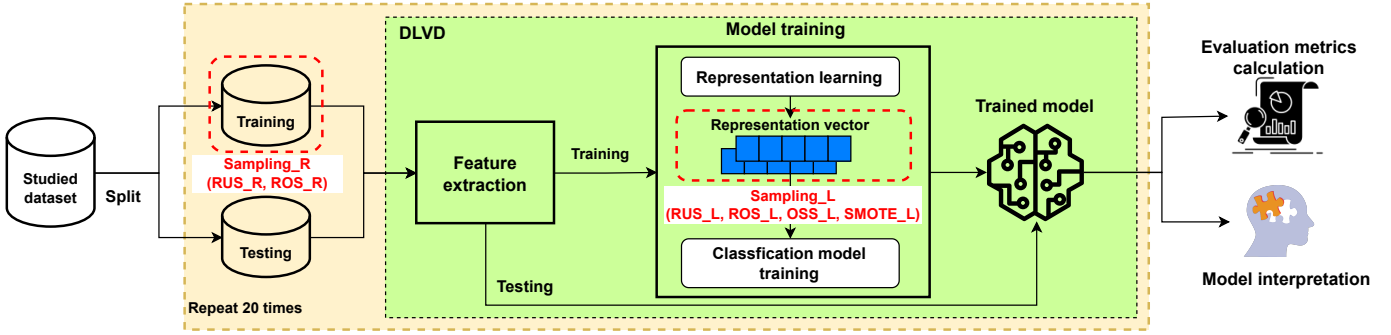 Studied
dataset
Split
Training
Sampling_R
(RUS_R, ROS_R)
Testing
Repeat 20 times
DLVD
Feature
extraction
Training
Testing
Model training
Representation learning
Representation vector
Sampling_L
(RUS_L, ROS_L, OSS_L, SMOTE_L)
Classfication model
training
Trained model
Evaluation metrics
calculation
Model interpretation